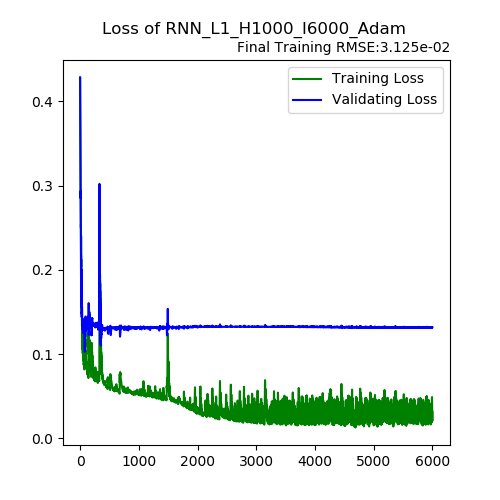 Loss of RNN_L1_H1000_I6000_Adam
Final Training RMSE:3.125e-02
Training Loss
Validating Loss
0.4
0.3
0.2
0.1
0.0
0 1000 2000 3000 4000 5000 6000